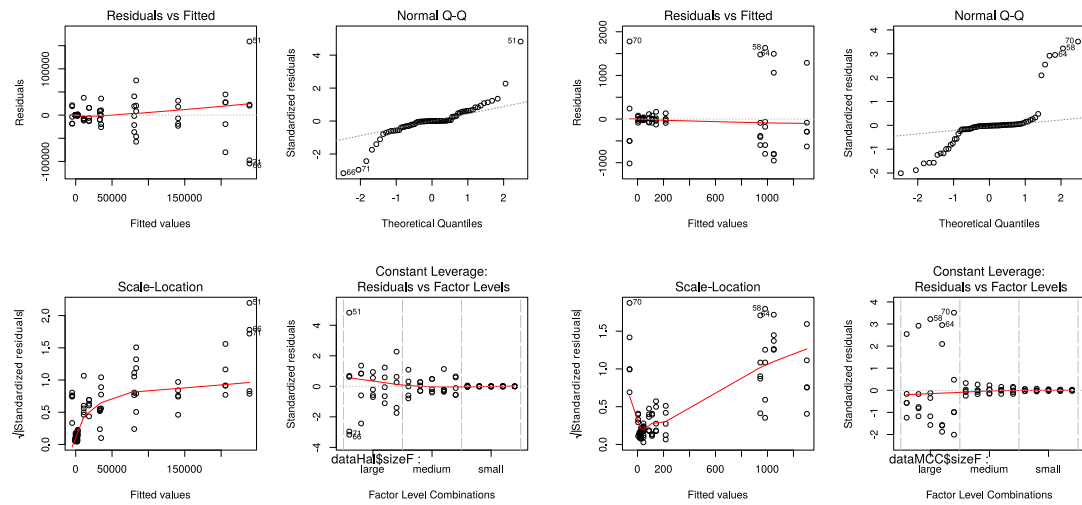 Residuals vs Fitted
Residuals
-100000 0 100000
0 50000 150000
Fitted values
51
71
66
Normal Q-Q
Standardized residuals
-2 0 2 4
-2 -1 0 1 2
Theoretical Quantiles
51
66
71
Residuals vs Fitted
Residuals
-1000 0 1000 2000
0 200 600 1000
Fitted values
70
58
64
Normal Q-Q
Standardized residuals
-2 -1 0 1 2 3
-2 -1 0 1 2
Theoretical Quantiles
70
58
64
Scale-Location
√|Standardized residuals|
0.0 0.5 1.0 1.5 2.0
0 50000 150000
Fitted values
51
66
71
Constant Leverage:
Residuals vs Factor Levels
Standardized residuals
-4 -2 0 2 4
51
71
66
dataHal$sizeF :
large medium small
Factor Level Combinations
Scale-Location
√|Standardized residuals|
0.0 0.5 1.0 1.5
0 200 600 1000
Fitted values
70
58
64
Constant Leverage:
Residuals vs Factor Levels
Standardized residuals
-2 -1 0 1 2 3 4
70
58
64
dataMCC$sizeF :
large medium small
Factor Level Combinations